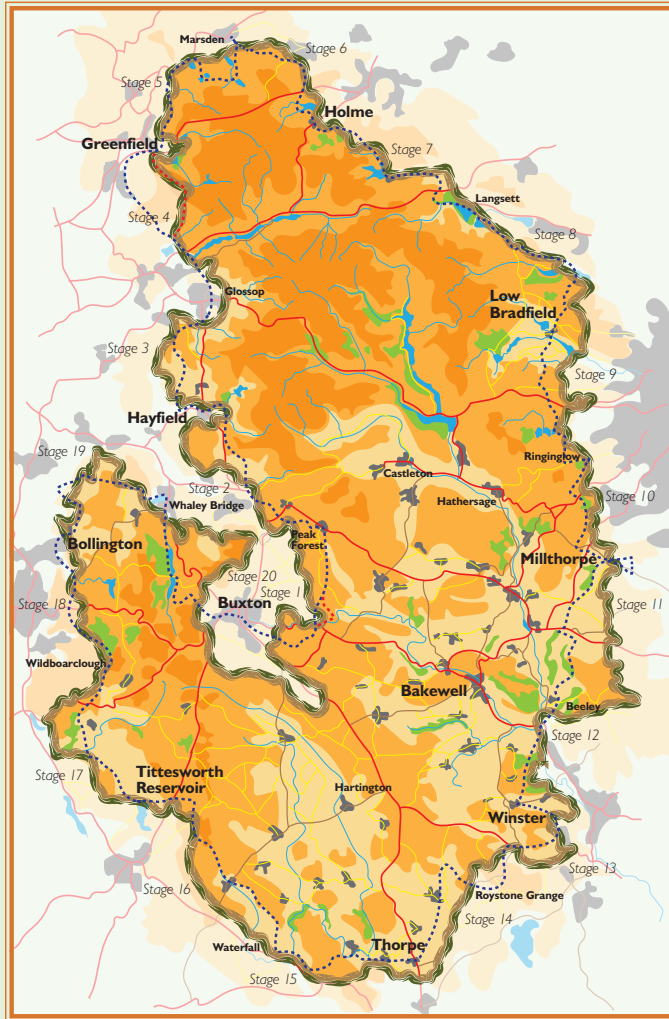 Marsden
Stage 6
Stage 5
Holme
Greenfield
Stage 7
Langsett
Stage 4
Stage 8
Glossop
Low
Bradfield
Stage 3
Stage 9
Hayfield
Ringinglow
Stage 19
Castleton
Stage 2
Hathersage
Stage 10
Whaley Bridge
Peak
Forest
Bollington
Millthorpe
Stage 20
Stage 1
Buxton
Stage 18
Stage 11
Wildboarclough
Bakewell
Beeley
Stage 12
Stage 17
Tittesworth
Reservoir
Hartington
Winster
Stage 13
Stage 16
Roystone Grange
Stage 14
Waterfall
Thorpe
Stage 15